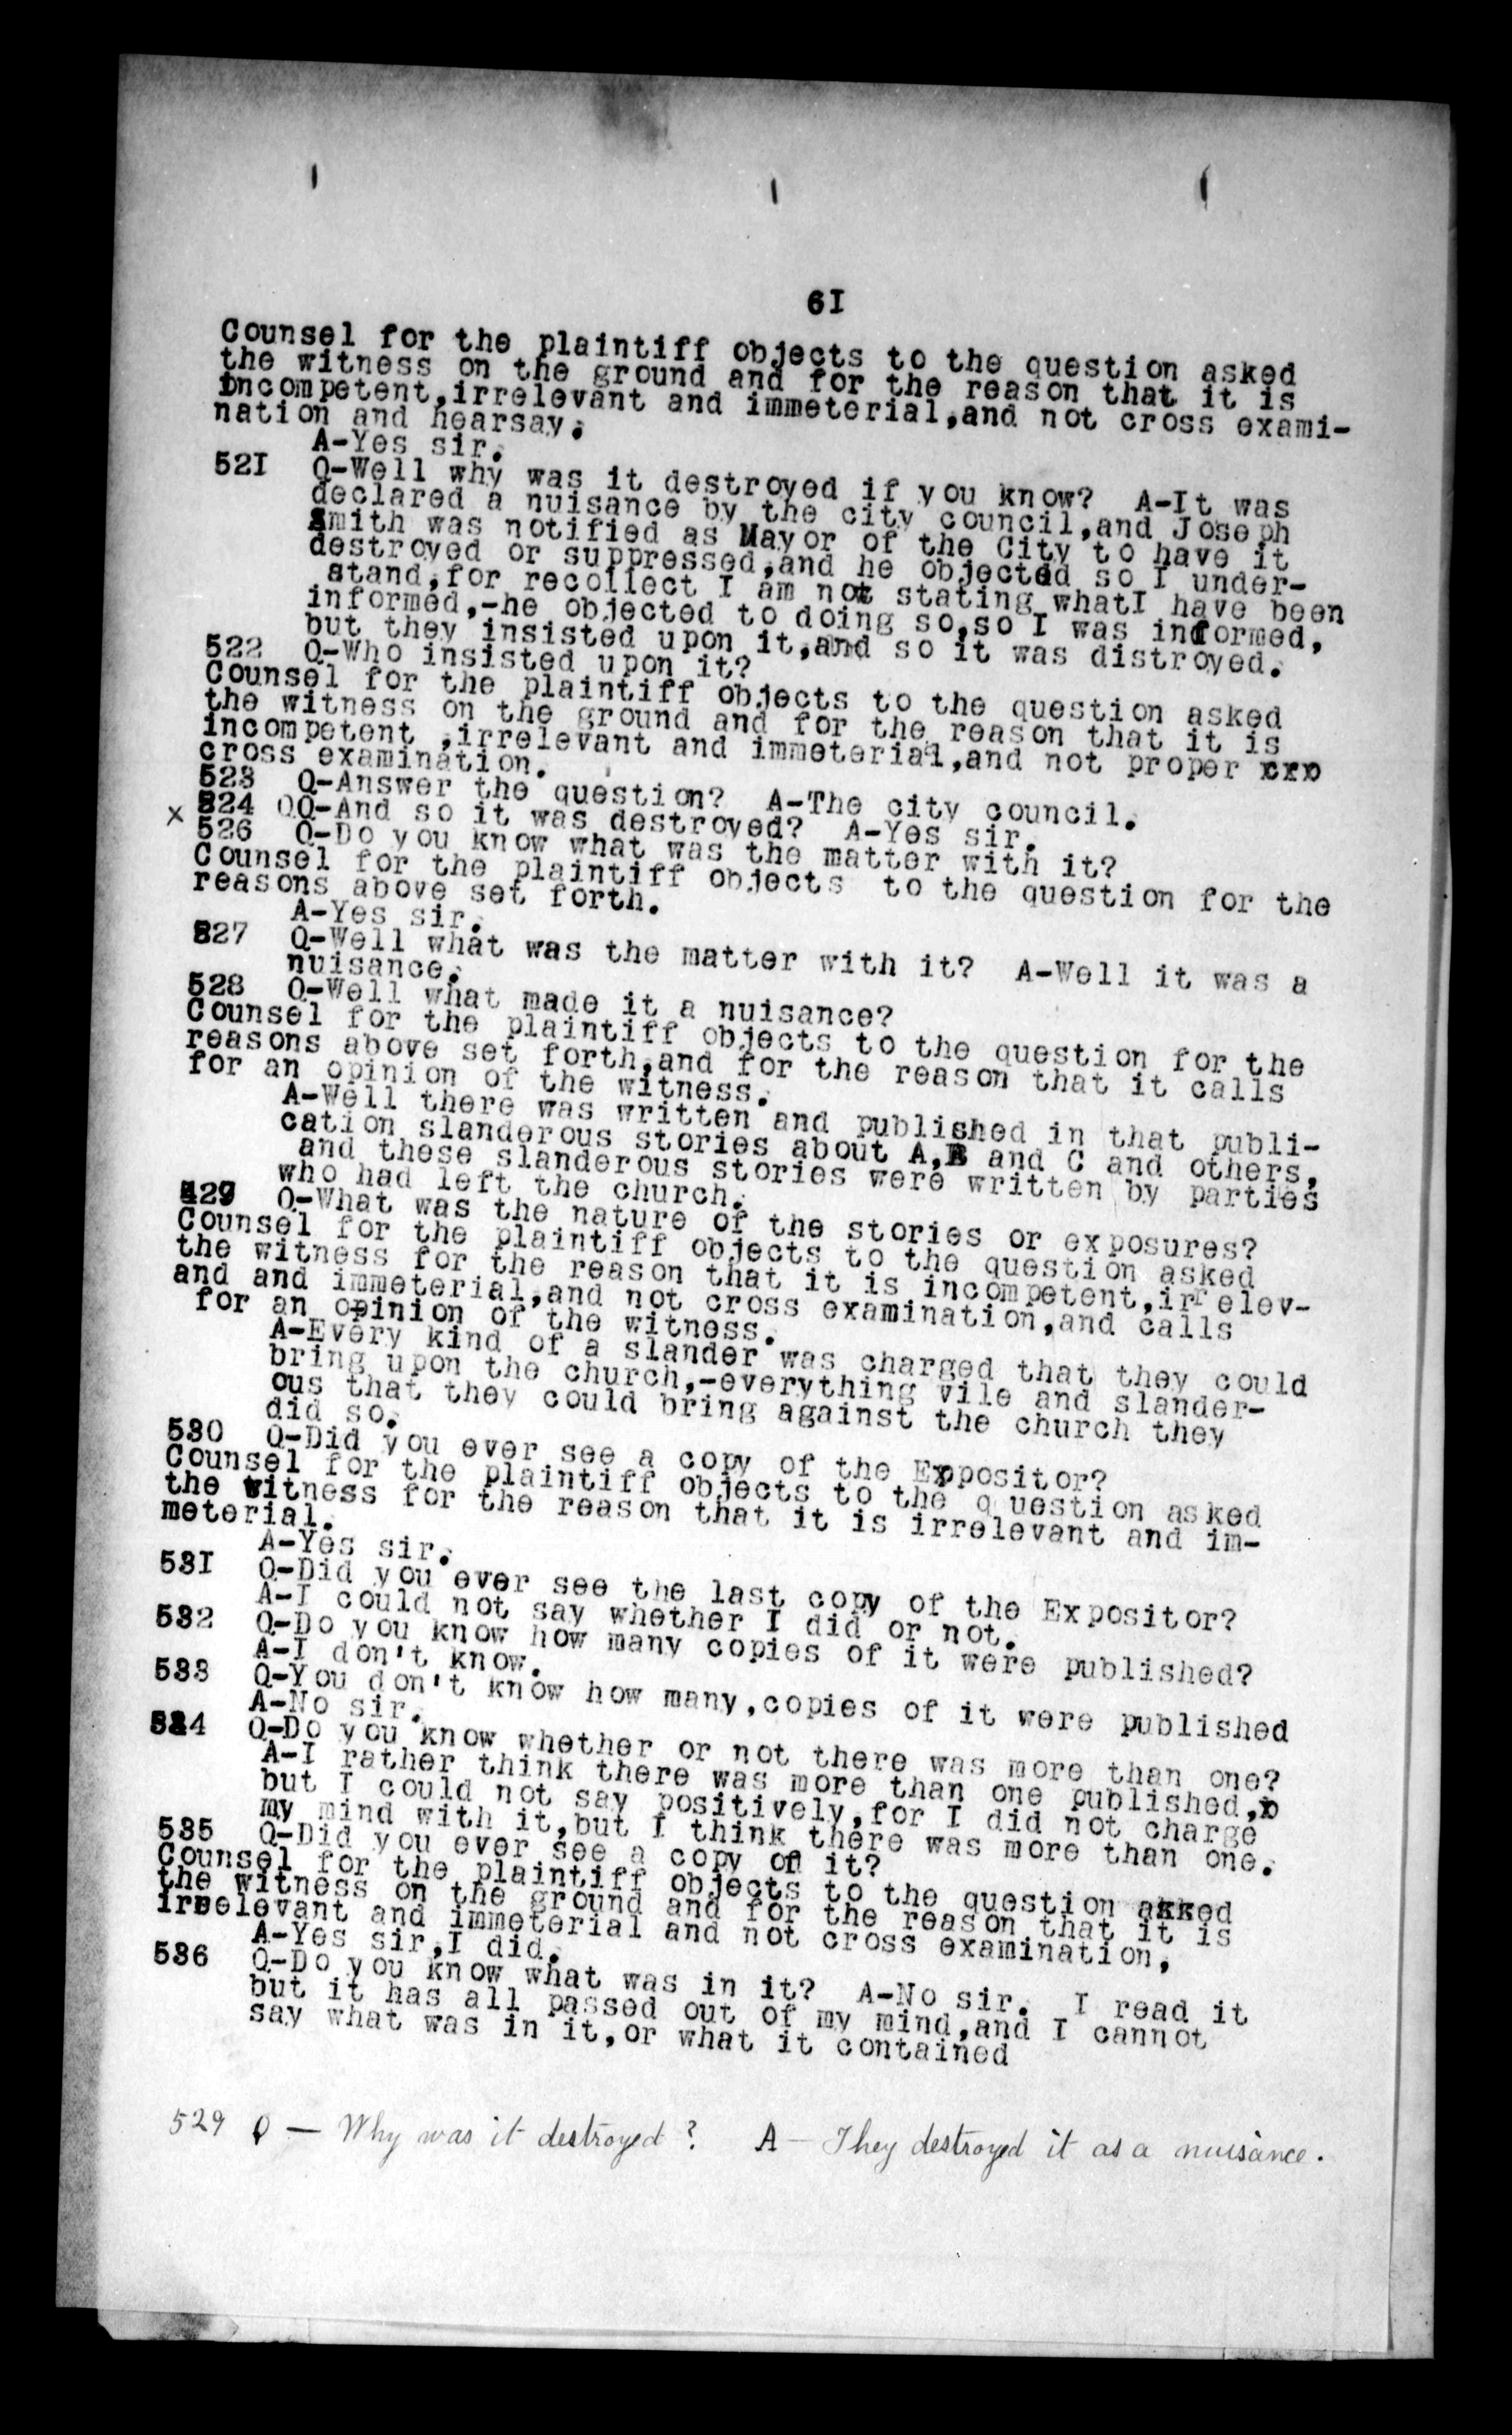 6I
Counsel for the plaintiff objects to the question asked
the witness on the ground and for the reason that it is
incompetent,irrelevant and immeterial,and not cross exami-
nation and hearsay.
A-Yes sir.
52I Q-Well why was it destroyed if you know? A-It was
declared a nuisance by the city council,and Joseph
Smith was notified as Mayor of the City to have it
destroyed or suppressed,and he objected so I under-
stand,for recollect I am not stating whatI have been
informed,-he objected to doing so,so I was informed,
but they insisted upon it,and so it was distroyed.
522 Q-Who insisted upon it?
Counsel for the plaintiff objects to the question asked
the witness on the ground and for the reason that it is
incompetent ,irrelevant and immeterial,and not proper
cross examination.
523 Q-Answer the question? A-The city council.
x 524 QQ-And so it was destroyed? A-Yes sir.
526 Q-Do you know what was the matter with it?
Counsel for the plaintiff objects to the question for the
reasons above set forth.
A-Yes sir.
527 Q-Well what was the matter with it? A-Well it was a
nuisance.
528 Q-Well what made it a nuisance?
Counsel for the plaintiff objects to the question for the
reasons above set forth,and for the reason that it calls
for an opinion of the witness.
A-Well there was written and published in that publi-
cation slanderous stories about A,B and C and others,
and these slanderous stories were written by parties
who had left the church.
429 Q-What was the nature of the stories or exposures?
Counsel for the plaintiff objects to the question asked
the witness for the reason that it is incompetent,irrelev-
and and immeterial,and not cross examination,and calls
for an opinion of the witness.
A-Every kind of a slander was charged that they could
bring upon the church,-everything vile and slander-
ous that they could bring against the church they
did so.
530 Q-Did you ever see a copy of the Exppositor?
Counsel for the plaintiff objects to the question asked
the witness for the reason that it is irrelevant and im-
meterial.
A-Yes sir.
53I Q-Did you ever see the last copy of the Expositor?
A-I could not say whether I did or not.
532 Q-Do you know how many copies of it were published?
A-I don't know.
533 Q-You don't know how many,copies of it were published
A-No sir.
534 Q-Do you know whether or not there was more than one?
A-I rather think there was more than one published,
but I could not say positively,for I did not charge
my mind with it,but I think there was more than one.
535 Q-Did you ever see a copy of it?
Counsel for the plaintiff objects to the question asked
the witness on the ground and for the reason that it is
irrelevant and immeterial and not cross examination,
A-Yes sir,I did.
536 Q-Do you know what was in it? A-No sir. I read it
but it has all passed out of my mind,and I cannot
say what was in it,or what it contained
529 Q — Why was it destroyed? A — They destroyed it as a nuisance.